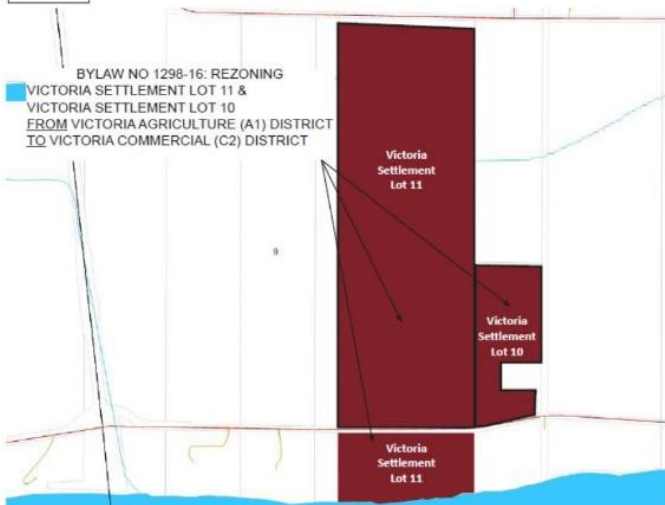 BYLAW NO 1298-16: REZONING
VICTORIA SETTLEMENT LOT 11 &
VICTORIA SETTLEMENT LOT 10
FROM VICTORIA AGRICULTURE (A1) DISTRICT
TO VICTORIA COMMERCIAL (C2) DISTRICT
Victoria
Settlement
Lot 11
9
Victoria
Settlement
Lot 10
Victoria
Settlement
Lot 11